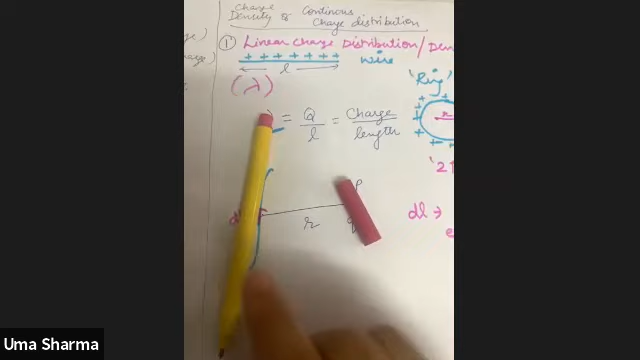 Charge
Density of Continous
Charge distribution
① Linear Charge Distribution/Den
+ + + + + + + + wire
← l →
(λ)
= Q/l = Charge/length
'Ring'
r
'2
P
dl
r
q
dl →
Uma Sharma